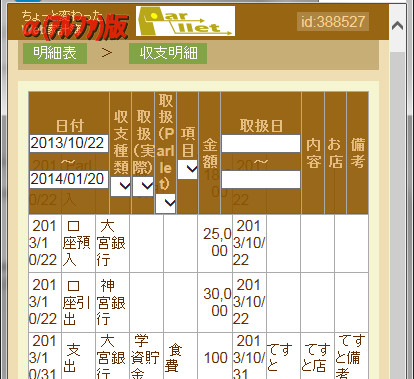 ちょっと変わった
α(アルファ)版
Parllet
id:388527
明細表 > 収支明細
日付
2013/10/22
～
2014/01/20
収支種類
取扱(実際)
取扱(Parllet)
項目
金額
取扱日
～
内容
お店
備考
2013/10/22 口座預入 大宮銀行 25,000 2013/10/22
2013/10/22 口座引出 神宮銀行 30,000 2013/10/22
2013/10/31 支出 大宮銀行 学資貯金 食費 100 2013/10/31 てすと てすと店 てすと備考